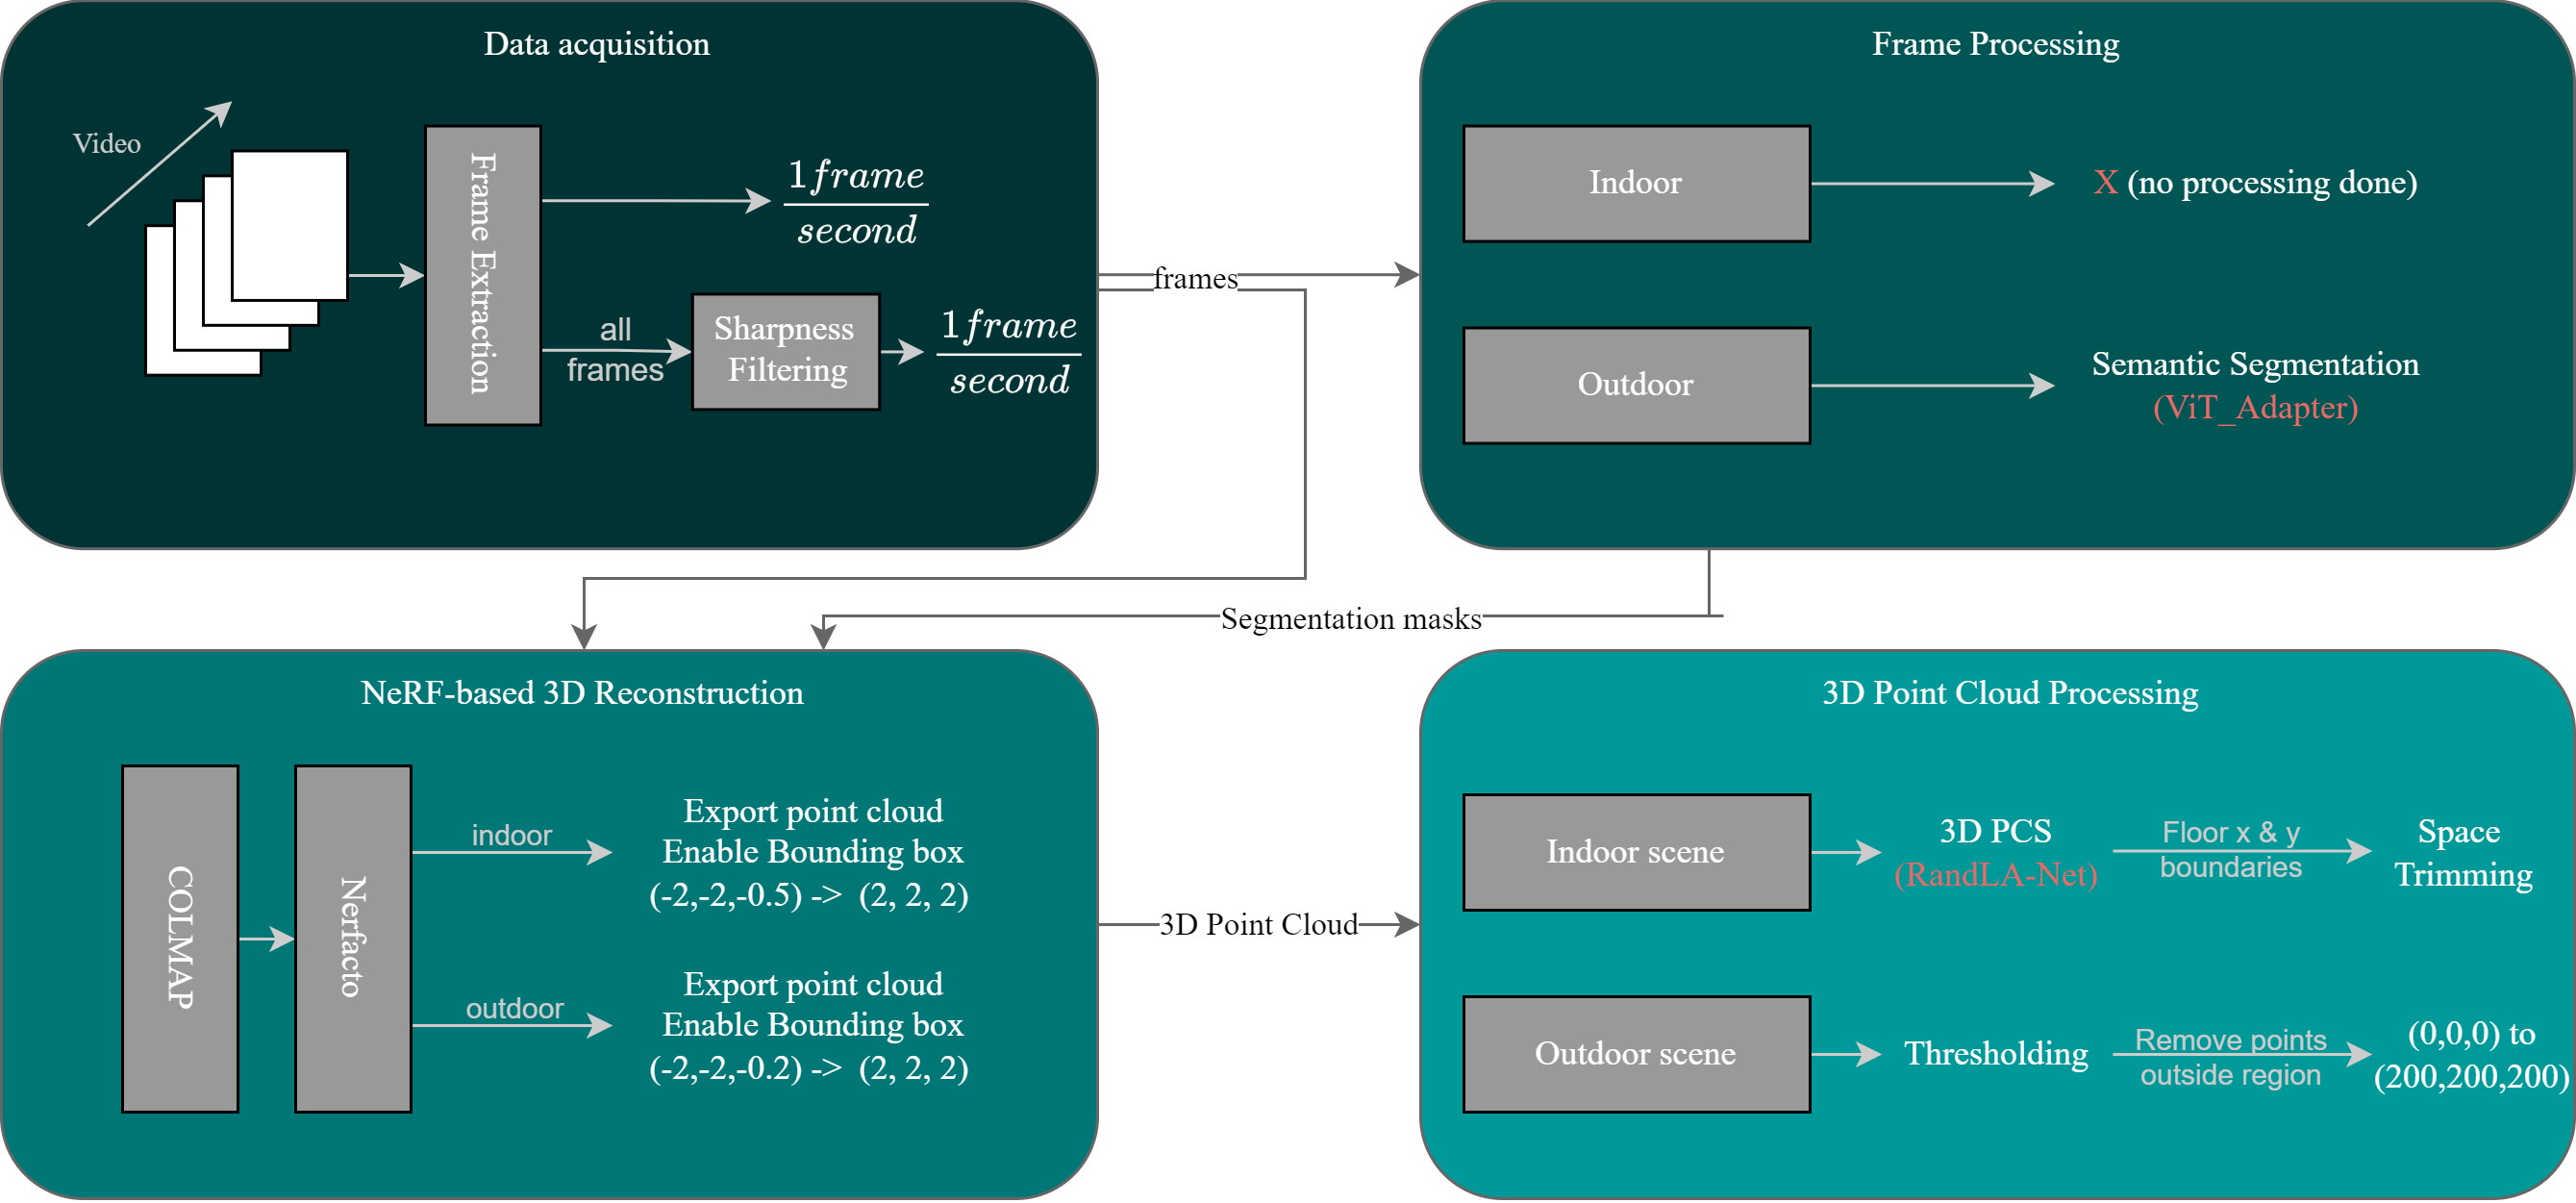 Data acquisition
Video
Frame Extraction
1 frame
second
all
frames
Sharpness
Filtering
1 frame
second
frames
Frame Processing
Indoor
X (no processing done)
Outdoor
Semantic Segmentation
(ViT_Adapter)
Segmentation masks
NeRF-based 3D Reconstruction
COLMAP
Nerfacto
indoor
Export point cloud
Enable Bounding box
(-2,-2,-0.5) -> (2, 2, 2)
outdoor
Export point cloud
Enable Bounding box
(-2,-2,-0.2) -> (2, 2, 2)
3D Point Cloud
3D Point Cloud Processing
Indoor scene
3D PCS
(RandLA-Net)
Floor x & y
boundaries
Space
Trimming
Outdoor scene
Thresholding
Remove points
outside region
(0,0,0) to
(200,200,200)